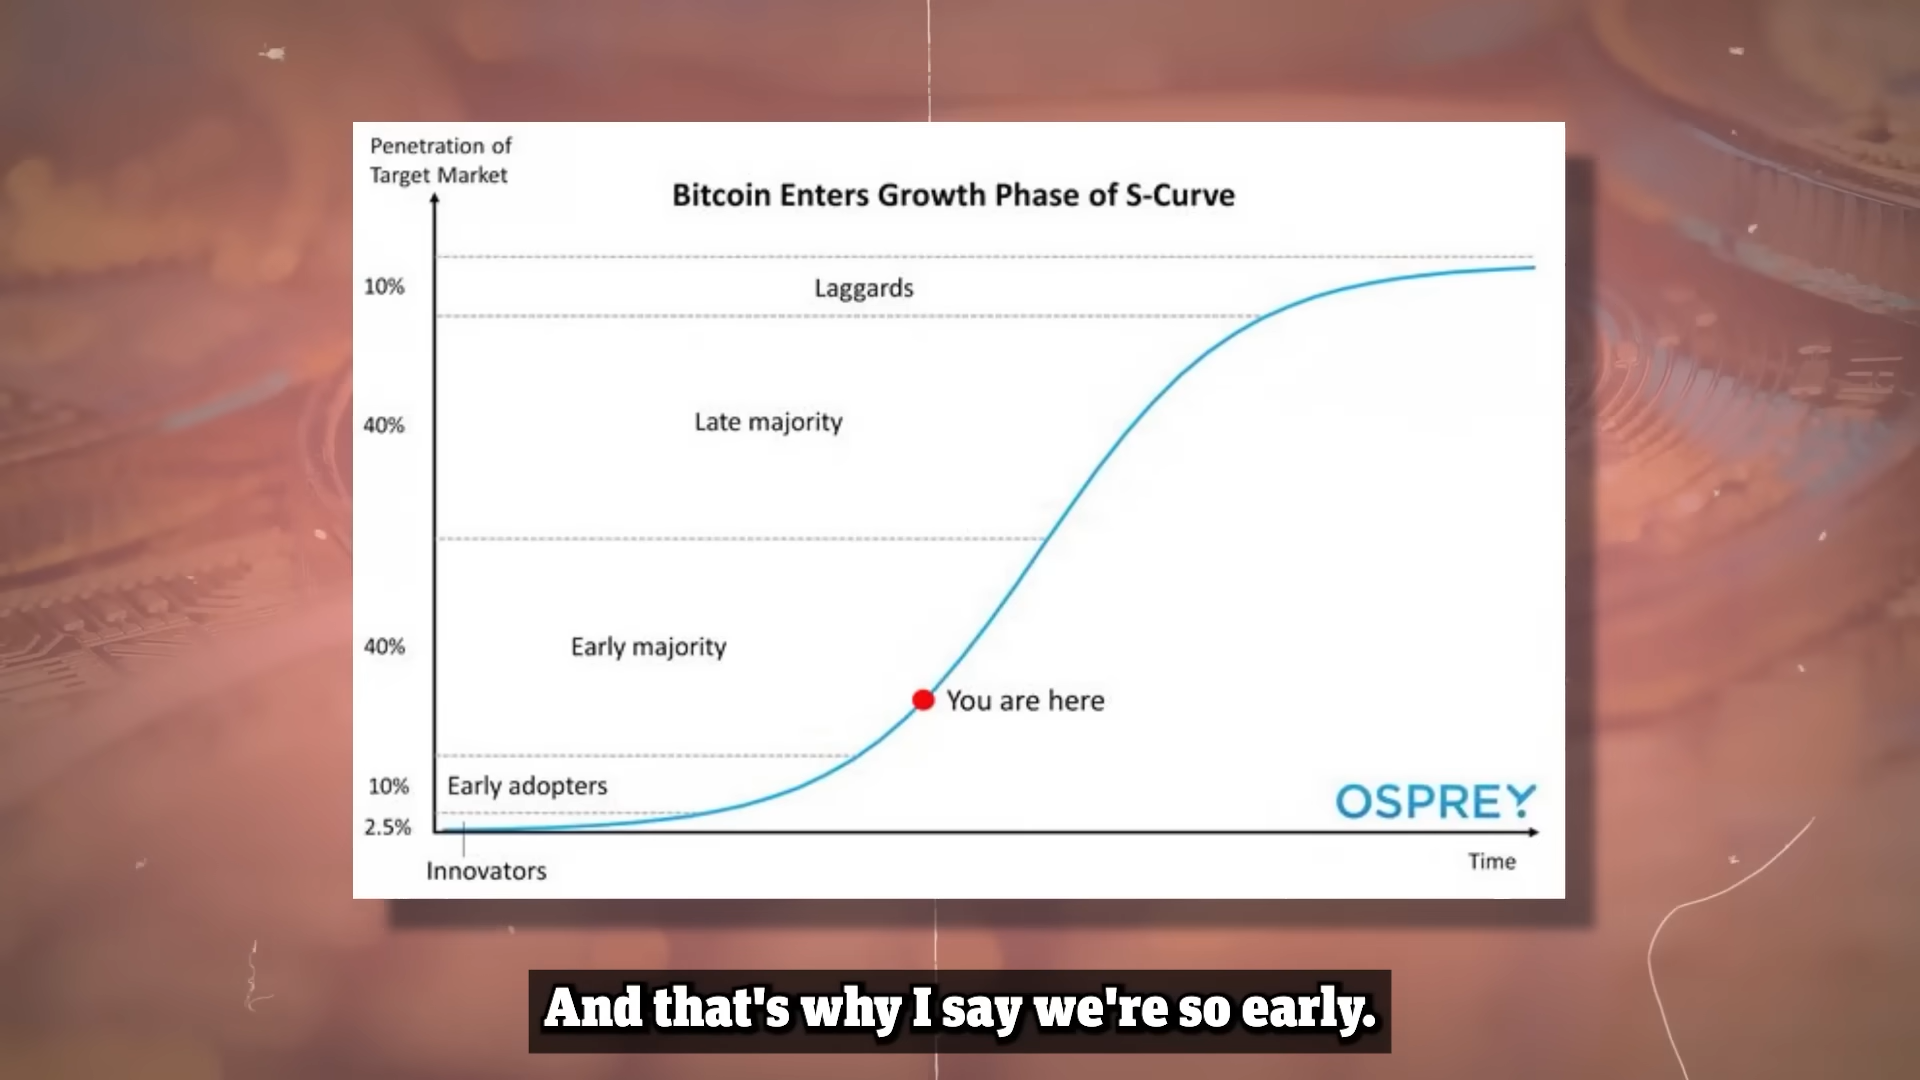 Penetration of
Target Market
Bitcoin Enters Growth Phase of S-Curve
10%
Laggards
40%
Late majority
40%
Early majority
You are here
10%
Early adopters
OSPREY
2.5%
Innovators
Time
And that's why I say we're so early.